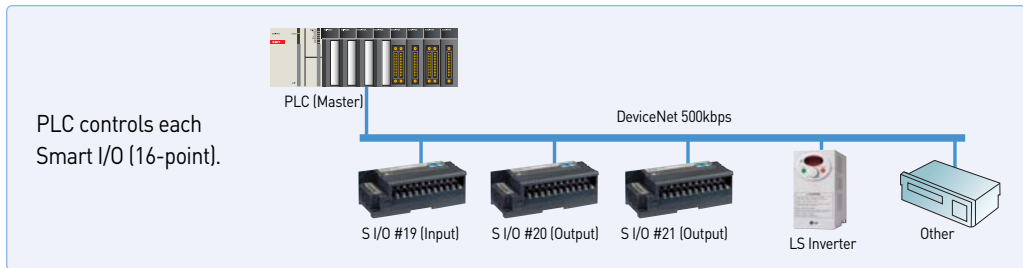 PLC (Master)
DeviceNet 500kbps
PLC controls each
Smart I/O (16-point).
S I/O #19 (Input)
S I/O #20 (Output)
S I/O #21 (Output)
LS Inverter
Other